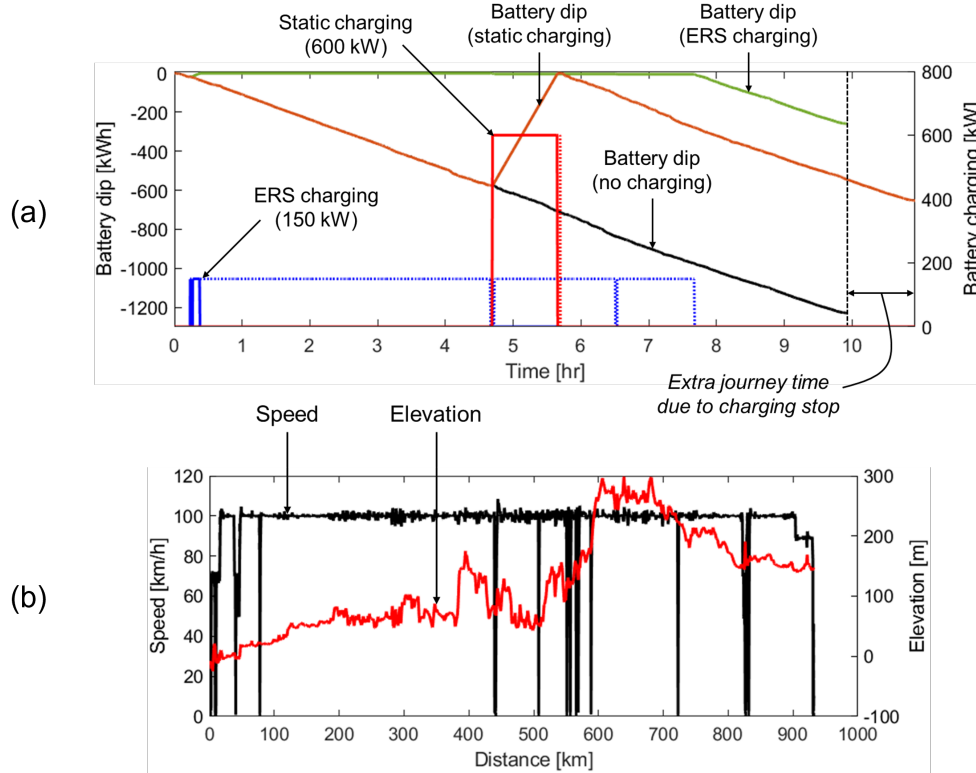 Static charging
(600 kW)
Battery dip
(static charging)
Battery dip
(ERS charging)
(a)
Battery dip [kWh]
0
-200
-400
-600
-800
-1000
-1200
ERS charging
(150 kW)
Battery dip
(no charging)
800
600
400
200
0
Battery charging [kW]
0 1 2 3 4 5 6 7 8 9 10
Time [hr]
Extra journey time
due to charging stop
Speed
Elevation
(b)
Speed [km/h]
120
100
80
60
40
20
0
300
200
100
0
-100
Elevation [m]
0 100 200 300 400 500 600 700 800 900 1000
Distance [km]